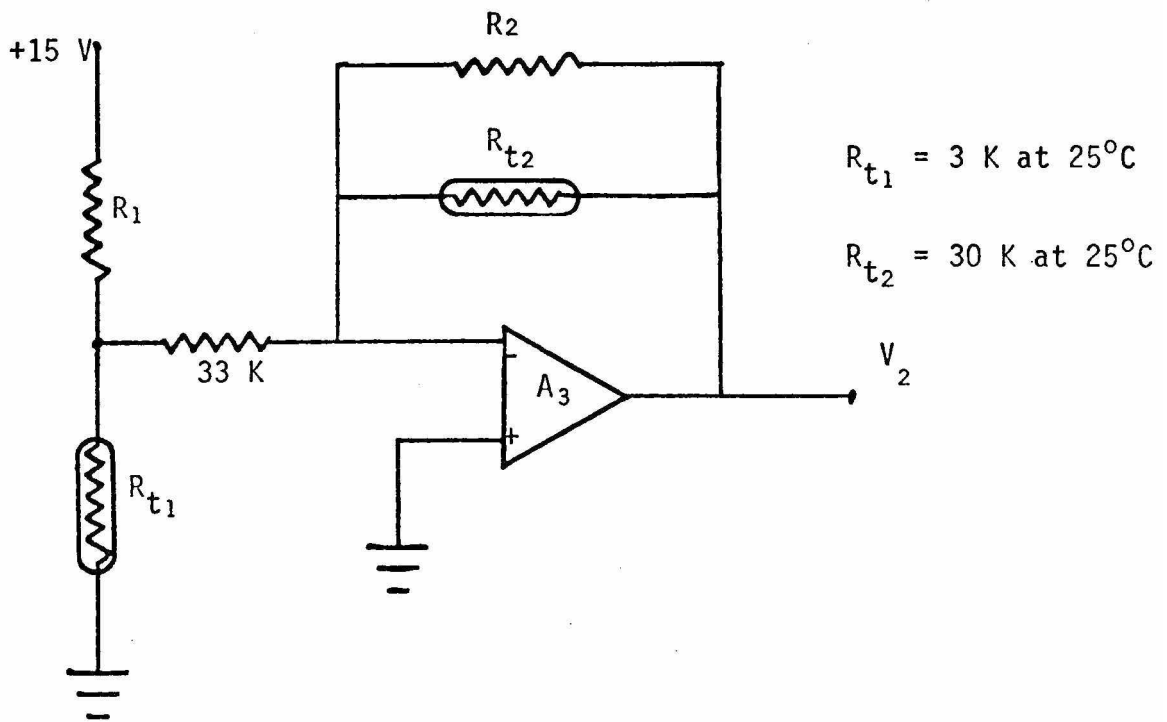 R2
+15 V
Rt2
Rt1 = 3 K at 25°C
R1
Rt2 = 30 K at 25°C
33 K
-
A3
+
V2
Rt1